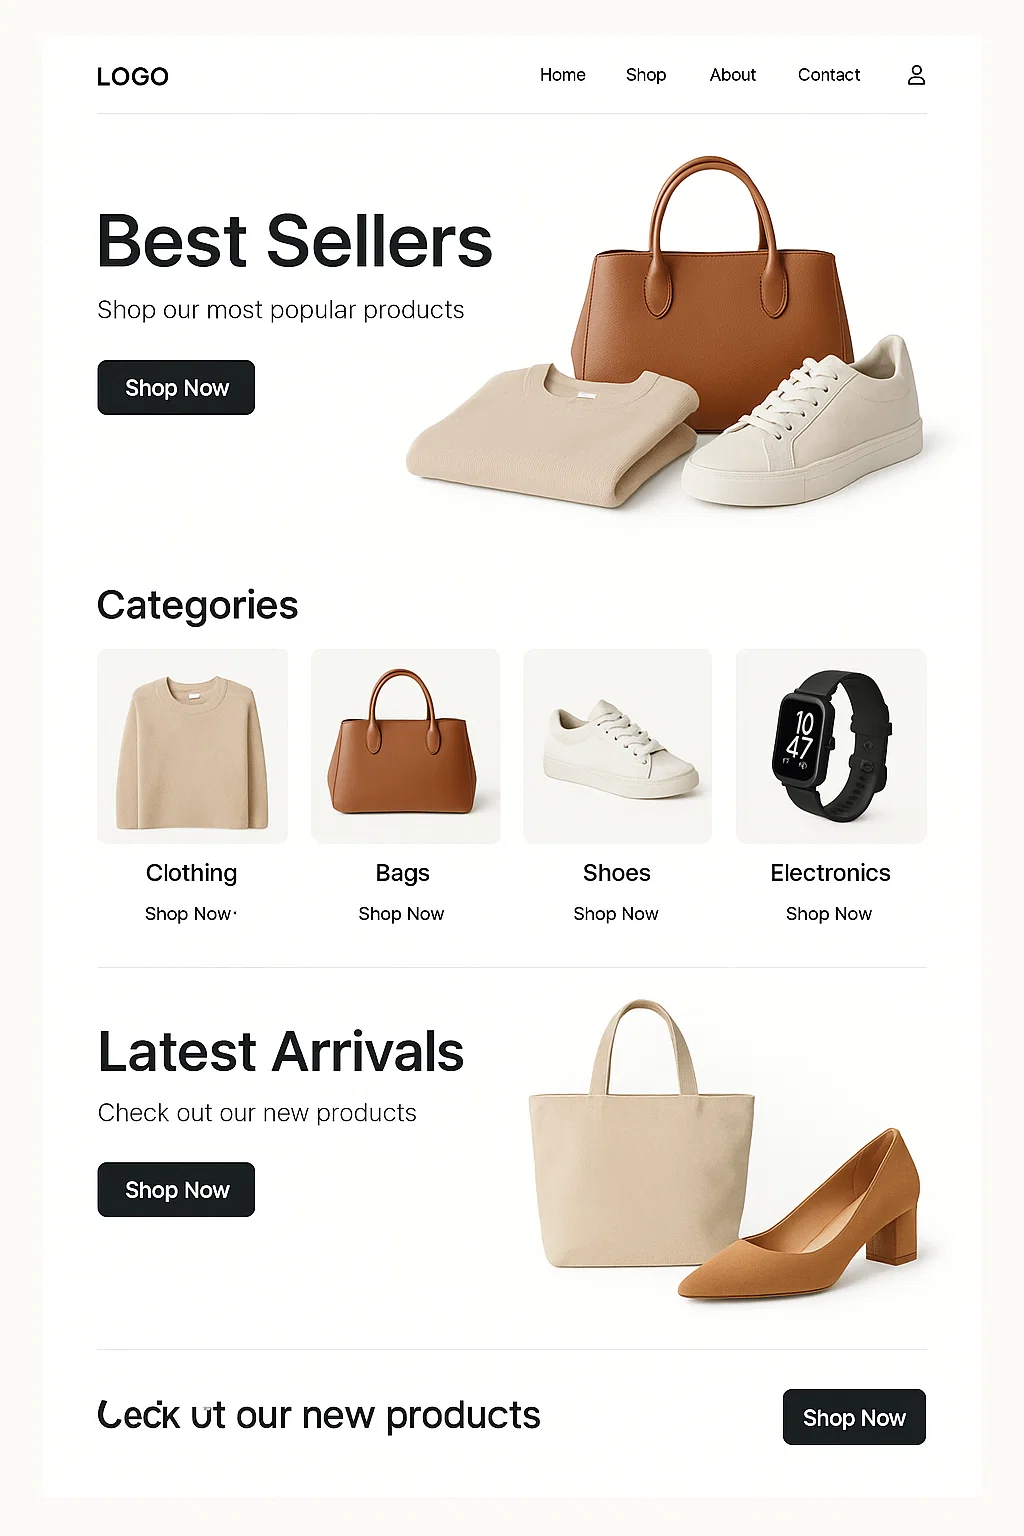 LOGO
Home Shop About Contact
Best Sellers
Shop our most popular products
Shop Now
Categories
10
47
Clothing Bags Shoes Electronics
Shop Now Shop Now Shop Now Shop Now
Latest Arrivals
Check out our new products
Shop Now
our new products
Shop Now